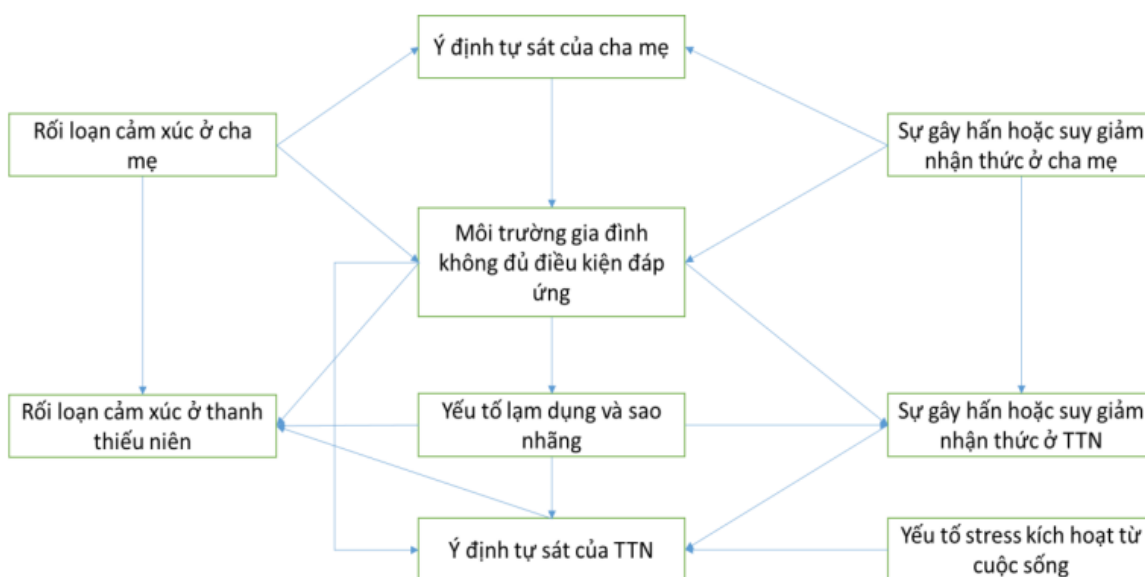 Ý định tự sát của cha mẹ
Rối loạn cảm xúc ở cha
mẹ
Sự gây hấn hoặc suy giảm
nhận thức ở cha mẹ
Môi trường gia đình
không đủ điều kiện đáp
ứng
Rối loạn cảm xúc ở thanh
thiếu niên
Yếu tố lạm dụng và sao
nhãng
Sự gây hấn hoặc suy giảm
nhận thức ở TTN
Ý định tự sát của TTN
Yếu tố stress kích hoạt từ
cuộc sống